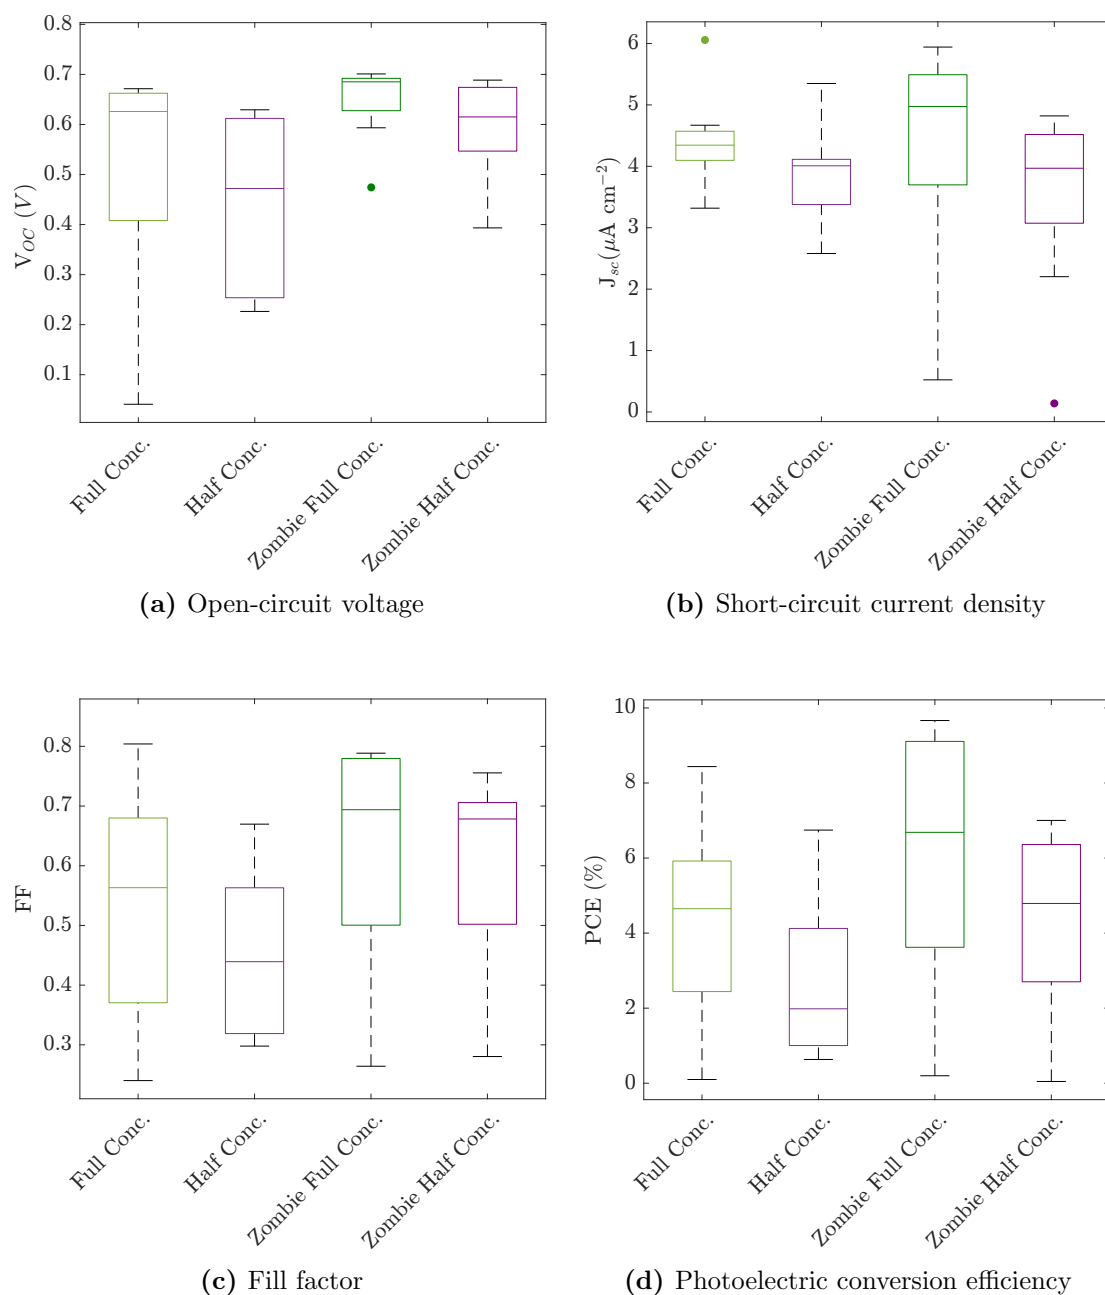 0.8
0.7
0.6
0.5
0.4
0.3
0.2
0.1
V_OC (V)
Full Conc.
Half Conc.
Zombie Full Conc.
Zombie Half Conc.
(a) Open-circuit voltage
6
5
4
3
2
1
0
J_sc(μA cm⁻²)
Full Conc.
Half Conc.
Zombie Full Conc.
Zombie Half Conc.
(b) Short-circuit current density
0.8
0.7
0.6
0.5
0.4
0.3
FF
Full Conc.
Half Conc.
Zombie Full Conc.
Zombie Half Conc.
(c) Fill factor
10
8
6
4
2
0
PCE (%)
Full Conc.
Half Conc.
Zombie Full Conc.
Zombie Half Conc.
(d) Photoelectric conversion efficiency